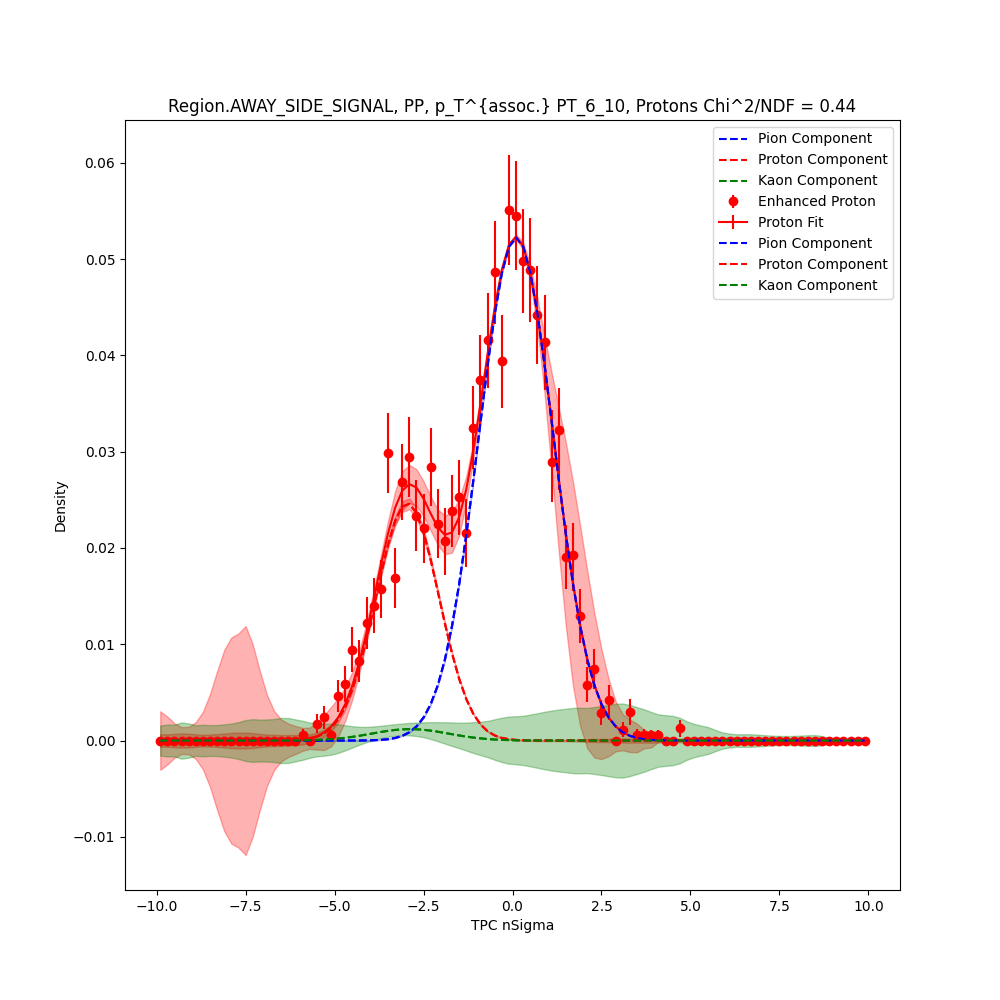 Region.AWAY_SIDE_SIGNAL, PP, p_T^{assoc.} PT_6_10, Protons Chi^2/NDF = 0.44
Pion Component
Proton Component
Kaon Component
Enhanced Proton
Proton Fit
Pion Component
Proton Component
Kaon Component
0.06
0.05
0.04
0.03
0.02
0.01
0.00
−0.01
Density
−10.0 −7.5 −5.0 −2.5 0.0 2.5 5.0 7.5 10.0
TPC nSigma